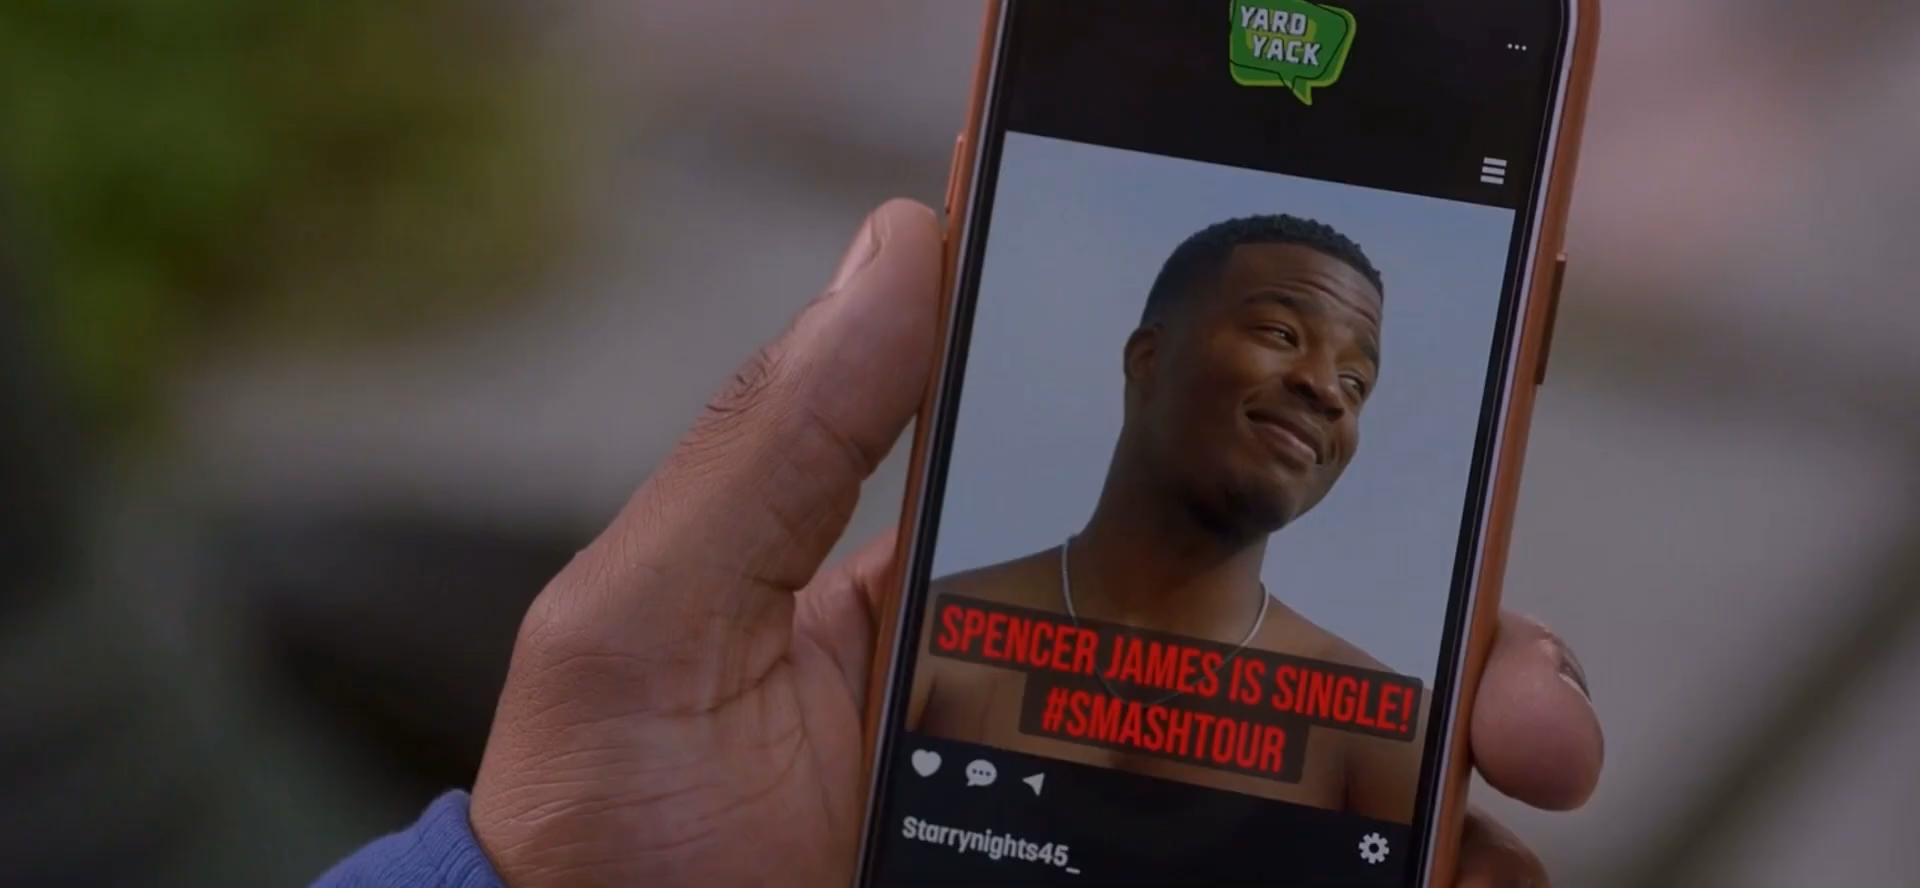 YARD
YACK
SPENCER JAMES IS SINGLE!
#SMASHTOUR
Starrynights45_